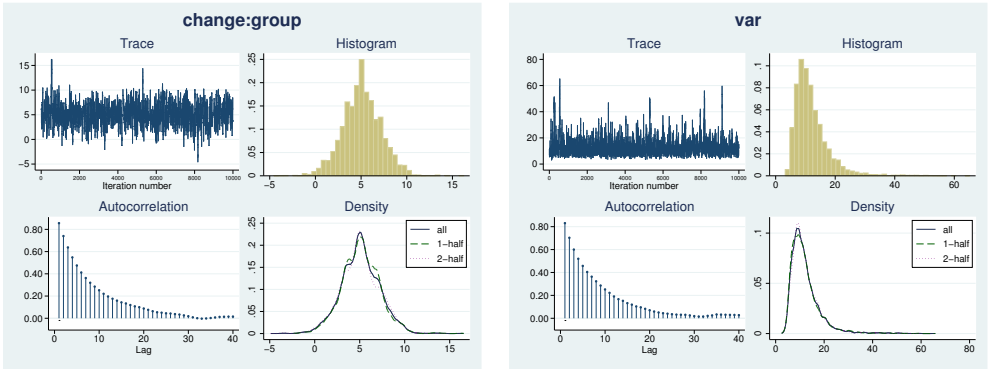 change:group
Trace
15
10
5
0
−5
0 2000 4000 6000 8000 10000
Iteration number
Histogram
.25
.2
.15
.1
.05
0
−5 0 5 10 15
Autocorrelation
0.80
0.60
0.40
0.20
0.00
0 10 20 30 40
Lag
Density
.25
.2
.15
.1
.05
0
−5 0 5 10 15
all
1−half
2−half
var
Trace
80
60
40
20
0
0 2000 4000 6000 8000 10000
Iteration number
Histogram
.1
.08
.06
.04
.02
0
0 20 40 60
Autocorrelation
0.80
0.60
0.40
0.20
0.00
0 10 20 30 40
Lag
Density
.1
.05
0
0 20 40 60 80
all
1−half
2−half